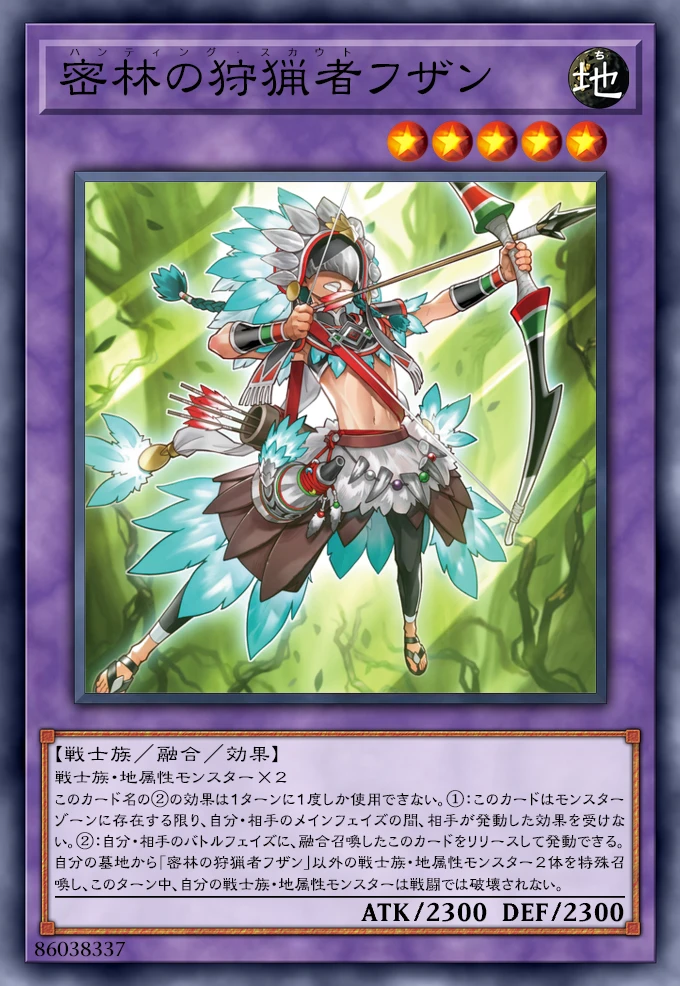 ハンティング・スカウト
密林の狩猟者フザン
ち
地
【戦士族／融合／効果】
戦士族・地属性モンスター×２
このカード名の②の効果は１ターンに１度しか使用できない。①：このカードはモンスター
ゾーンに存在する限り、自分・相手のメインフェイズの間、相手が発動した効果を受けな
い。②：自分・相手のバトルフェイズに、融合召喚したこのカードをリリースして発動できる。
自分の墓地から「密林の狩猟者フザン」以外の戦士族・地属性モンスター２体を特殊召
喚し、このターン中、自分の戦士族・地属性モンスターは戦闘では破壊されない。
ATK/2300 DEF/2300
86038337